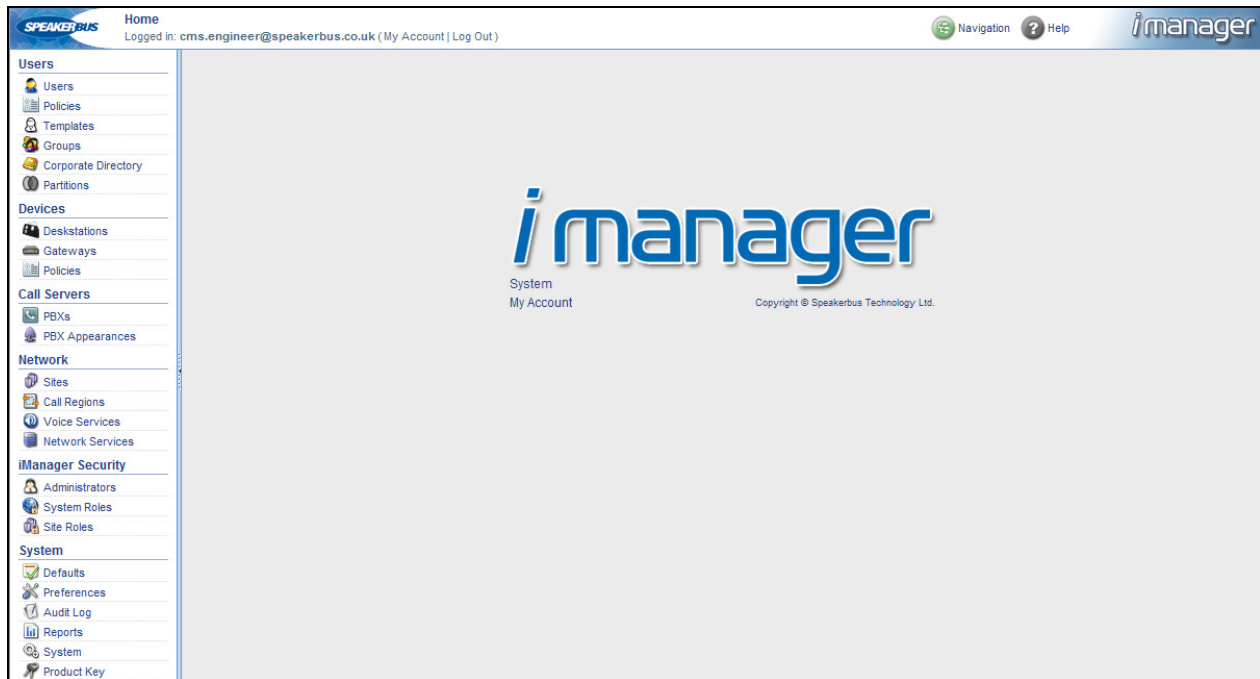 SPEAKERBUS
Home
Logged in: cms.engineer@speakerbus.co.uk ( My Account | Log Out )
Navigation
Help
imanager
Users
Users
Policies
Templates
Groups
Corporate Directory
Partitions
Devices
Deskstations
Gateways
Policies
Call Servers
PBXs
PBX Appearances
Network
Sites
Call Regions
Voice Services
Network Services
iManager Security
Administrators
System Roles
Site Roles
System
Defaults
Preferences
Audit Log
Reports
System
Product Key
imanager
System
My Account
Copyright © Speakerbus Technology Ltd.